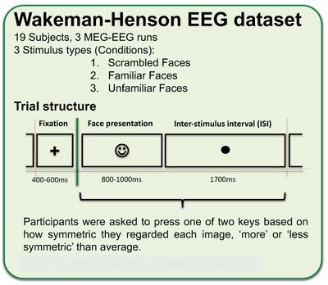 Wakeman-Henson EEG dataset
19 Subjects, 3 MEG-EEG runs
3 Stimulus types (Conditions):
1. Scrambled Faces
2. Familiar Faces
3. Unfamiliar Faces
Trial structure
Fixation Face presentation Inter-stimulus interval (ISI)
400-600ms 800-1000ms 1700ms
Participants were asked to press one of two keys based on
how symmetric they regarded each image, ‘more’ or ‘less
symmetric’ than average.